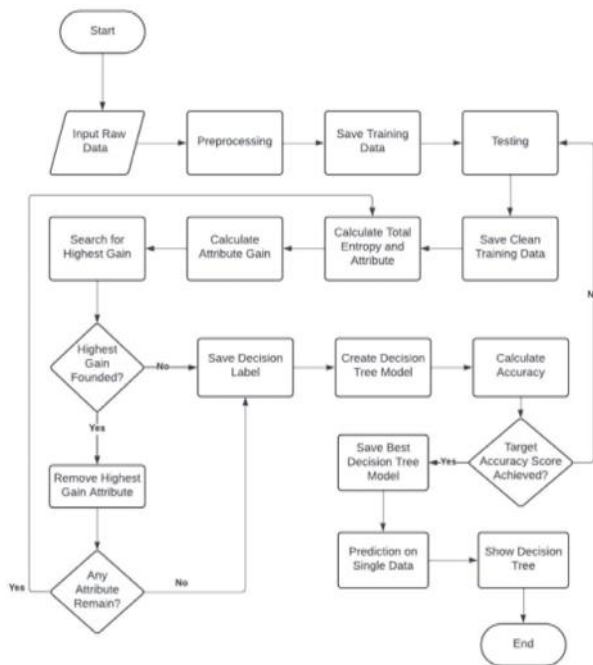 Start
Input Raw
Data
Preprocessing
Save Training
Data
Testing
Search for
Highest Gain
Calculate
Attribute Gain
Calculate Total
Entropy and
Attribute
Save Clean
Training Data
Highest
Gain
Founded?
No
Save Decision
Label
Create Decision
Tree Model
Calculate
Accuracy
Yes
Remove Highest
Gain Attribute
Save Best
Decision Tree
Model
Yes
Target
Accuracy Score
Achieved?
Any
Attribute
Remain?
Yes
No
Prediction on
Single Data
Show Decision
Tree
End